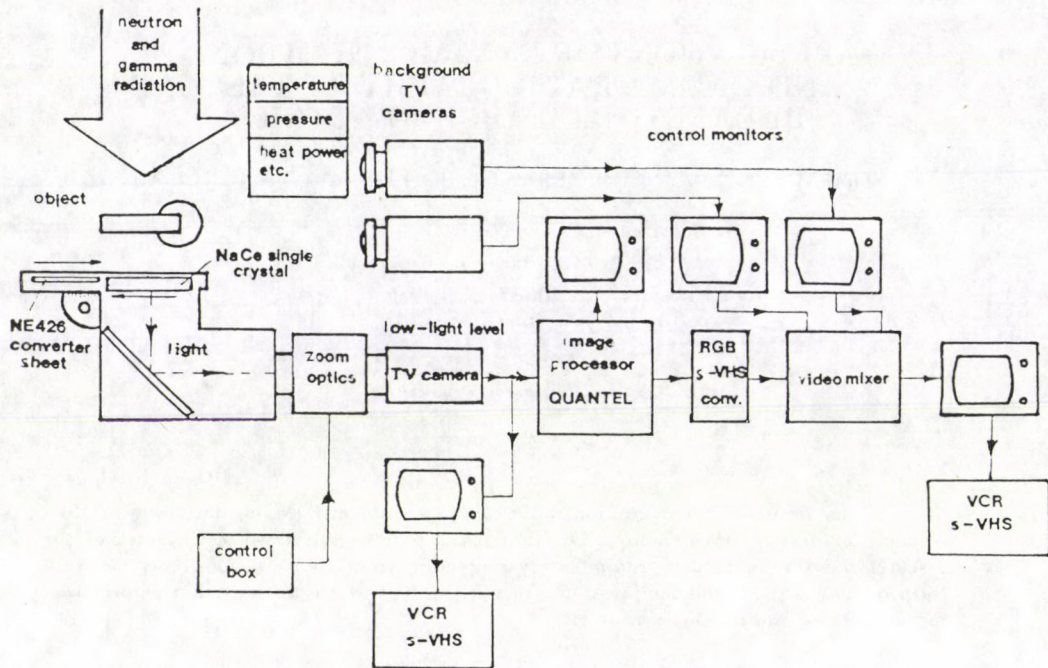 neutron
and
gamma
radiation
temperature
pressure
heat power
etc.
background
TV
cameras
control monitors
object
NaCe single
crystal
NE426
converter
sheet
light
zoom
optics
low-light level
TV camera
image
processor
QUANTEL
RGB
s-VHS
conv.
video mixer
control
box
VCR
s-VHS
VCR
s-VHS